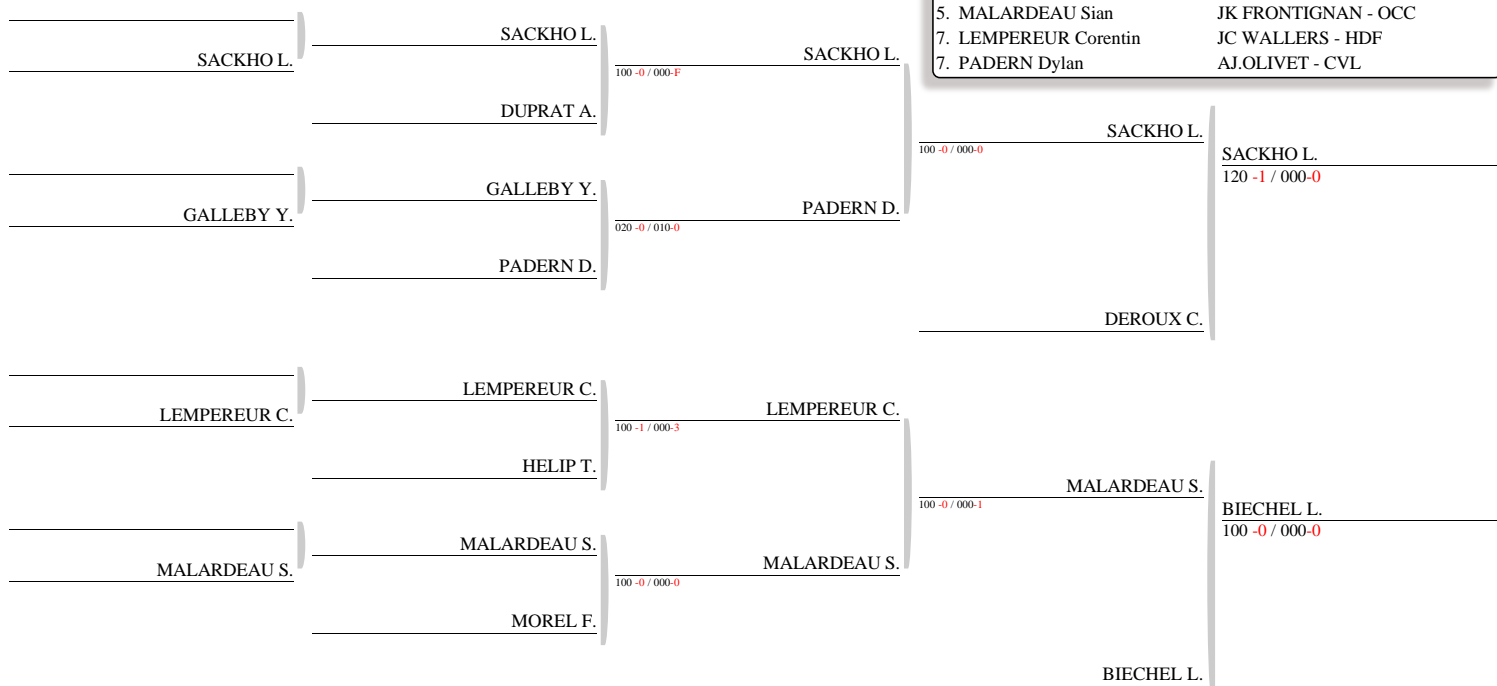 5. MALARDEAU Sian JK FRONTIGNAN - OCC
7. LEMPEREUR Corentin JC WALLERS - HDF
7. PADERN Dylan AJ.OLIVET - CVL
SACKHO L.
GALLEBY Y.
LEMPEREUR C.
MALARDEAU S.
SACKHO L.
DUPRAT A.
GALLEBY Y.
PADERN D.
LEMPEREUR C.
HELIP T.
MALARDEAU S.
MOREL F.
SACKHO L.
100 -0 / 000-F
PADERN D.
020 -0 / 010-0
LEMPEREUR C.
100 -1 / 000-3
MALARDEAU S.
100 -0 / 000-0
SACKHO L.
100 -0 / 000-0
DEROUX C.
MALARDEAU S.
100 -0 / 000-1
BIECHEL L.
SACKHO L.
120 -1 / 000-0
BIECHEL L.
100 -0 / 000-0